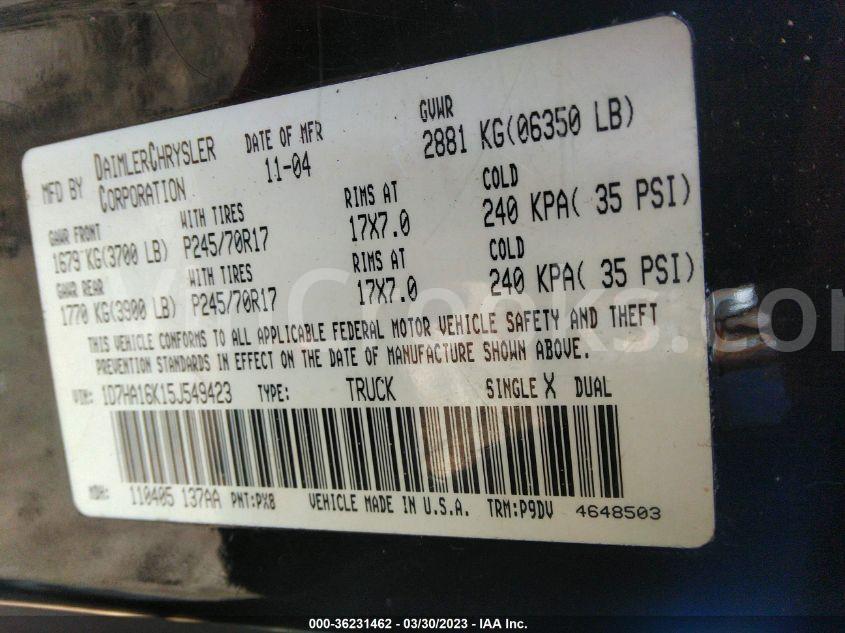 MFD BY DAIMLERCHRYSLER CORPORATION DATE OF MFR 11-04 GVWR 2881 KG(06350 LB)
GAWR FRONT WITH TIRES RIMS AT COLD
1679 KG(3700 LB) P245/70R17 17X7.0 240 KPA( 35 PSI)
GAWR REAR WITH TIRES RIMS AT COLD
1770 KG(3900 LB) P245/70R17 17X7.0 240 KPA( 35 PSI)
THIS VEHICLE CONFORMS TO ALL APPLICABLE FEDERAL MOTOR VEHICLE SAFETY AND THEFT
PREVENTION STANDARDS IN EFFECT ON THE DATE OF MANUFACTURE SHOWN ABOVE.
VIN: 1D7HA16K15J549423 TYPE: TRUCK SINGLE X DUAL
MDH: 110405 137AA PNT:PX8 VEHICLE MADE IN U.S.A. TRM:P9DV 4648503
000-36231462 - 03/30/2023 - IAA Inc.